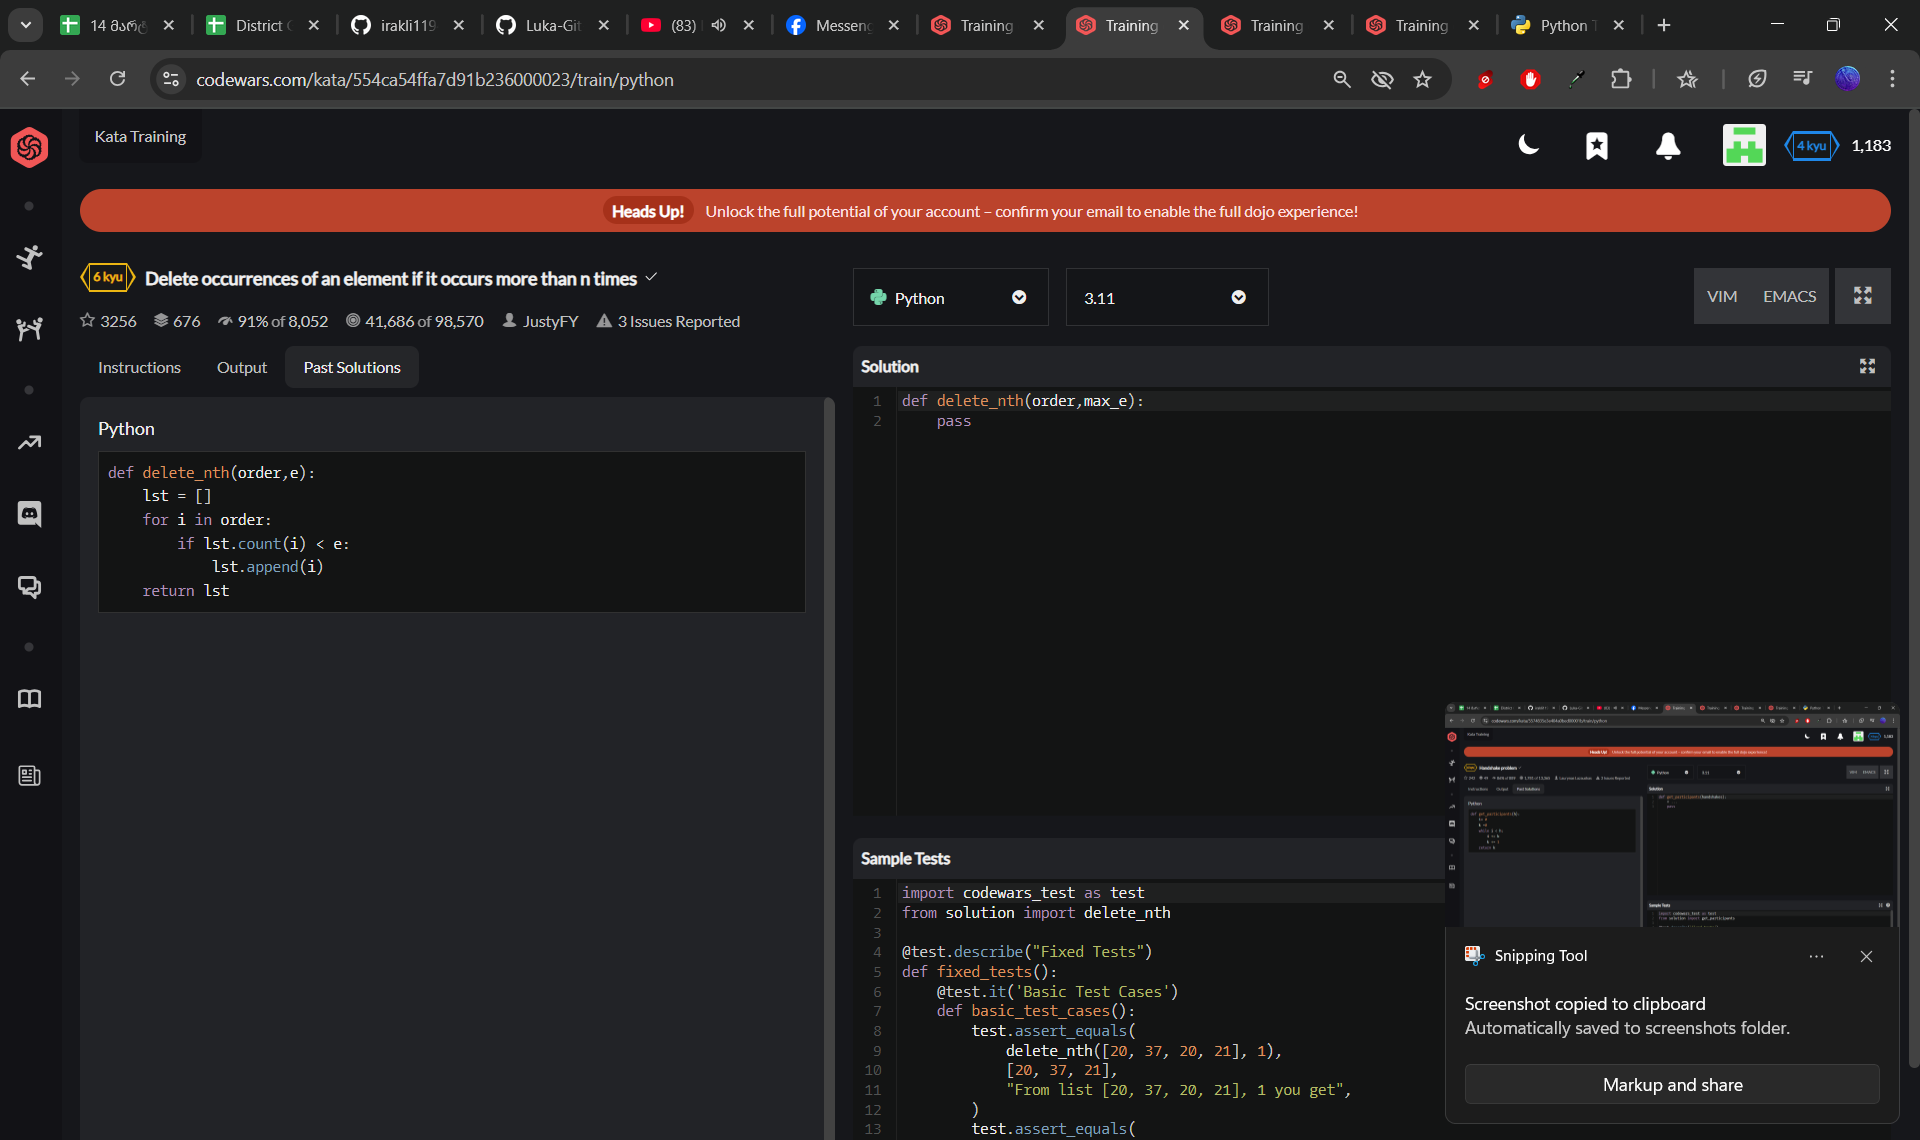 14 მარტ
District
irakli119
Luka-Git
(83)
Messeng
Training
Training
Training
Training
Python
codewars.com/kata/554ca54ffa7d91b236000023/train/python
Kata Training
4 kyu
1,183
Heads Up! Unlock the full potential of your account – confirm your email to enable the full dojo experience!
6 kyu
Delete occurrences of an element if it occurs more than n times
3256
676
91% of 8,052
41,686 of 98,570
JustyFY
3 Issues Reported
Python
3.11
VIM
EMACS
Instructions
Output
Past Solutions
Python
def delete_nth(order,e):
    lst = []
    for i in order:
        if lst.count(i) < e:
            lst.append(i)
    return lst
Solution
1 def delete_nth(order,max_e):
2     pass
Sample Tests
1 import codewars_test as test
2 from solution import delete_nth
3
4 @test.describe("Fixed Tests")
5 def fixed_tests():
6     @test.it('Basic Test Cases')
7     def basic_test_cases():
8         test.assert_equals(
9             delete_nth([20, 37, 20, 21], 1),
10             [20, 37, 21],
11             "From list [20, 37, 20, 21], 1 you get",
12         )
13         test.assert_equals(
Handshake problem
Snipping Tool
Screenshot copied to clipboard
Automatically saved to screenshots folder.
Markup and share